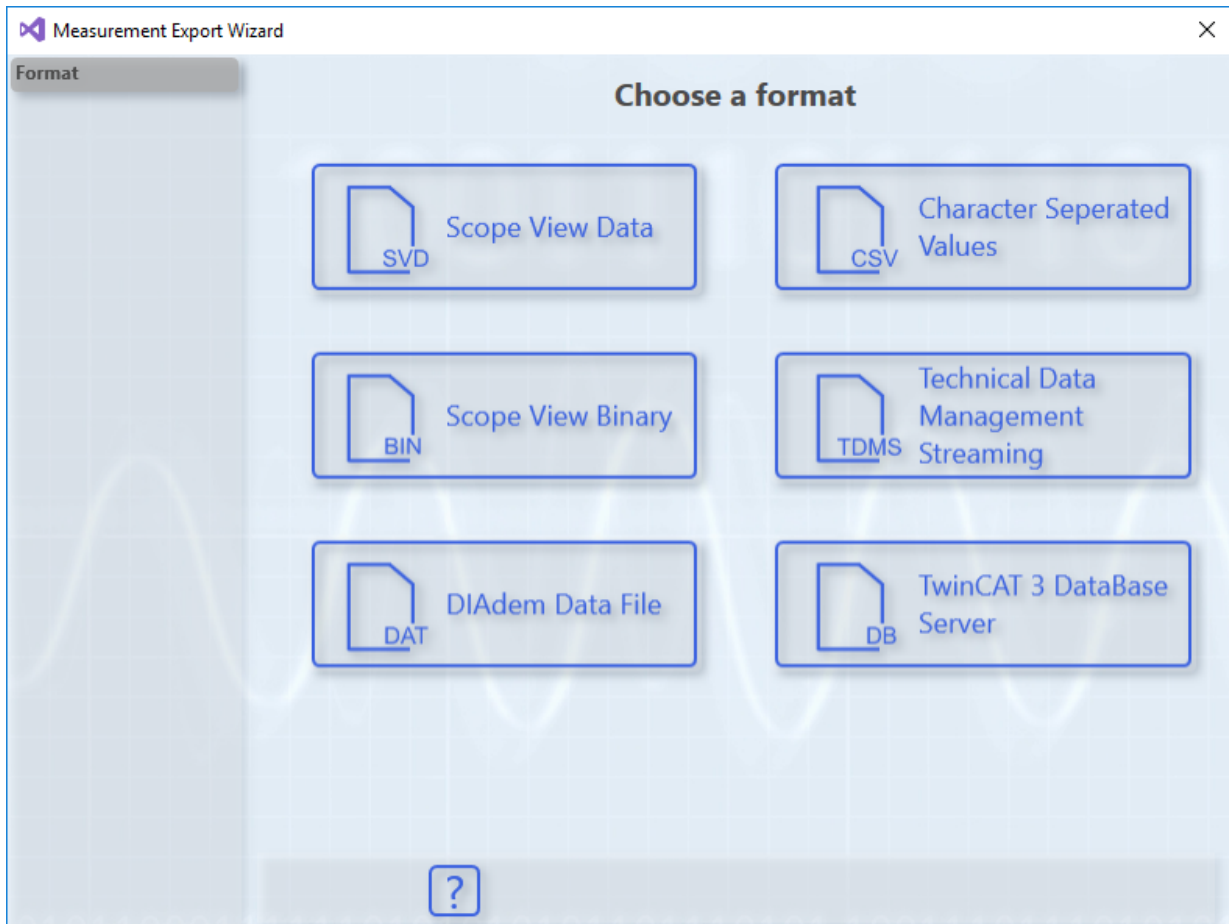 Measurement Export Wizard
Format
Choose a format
Scope View Data
SVD
Character Seperated
Values
CSV
Scope View Binary
BIN
Technical Data
Management
Streaming
TDMS
DIAdem Data File
DAT
TwinCAT 3 DataBase
Server
DB
?